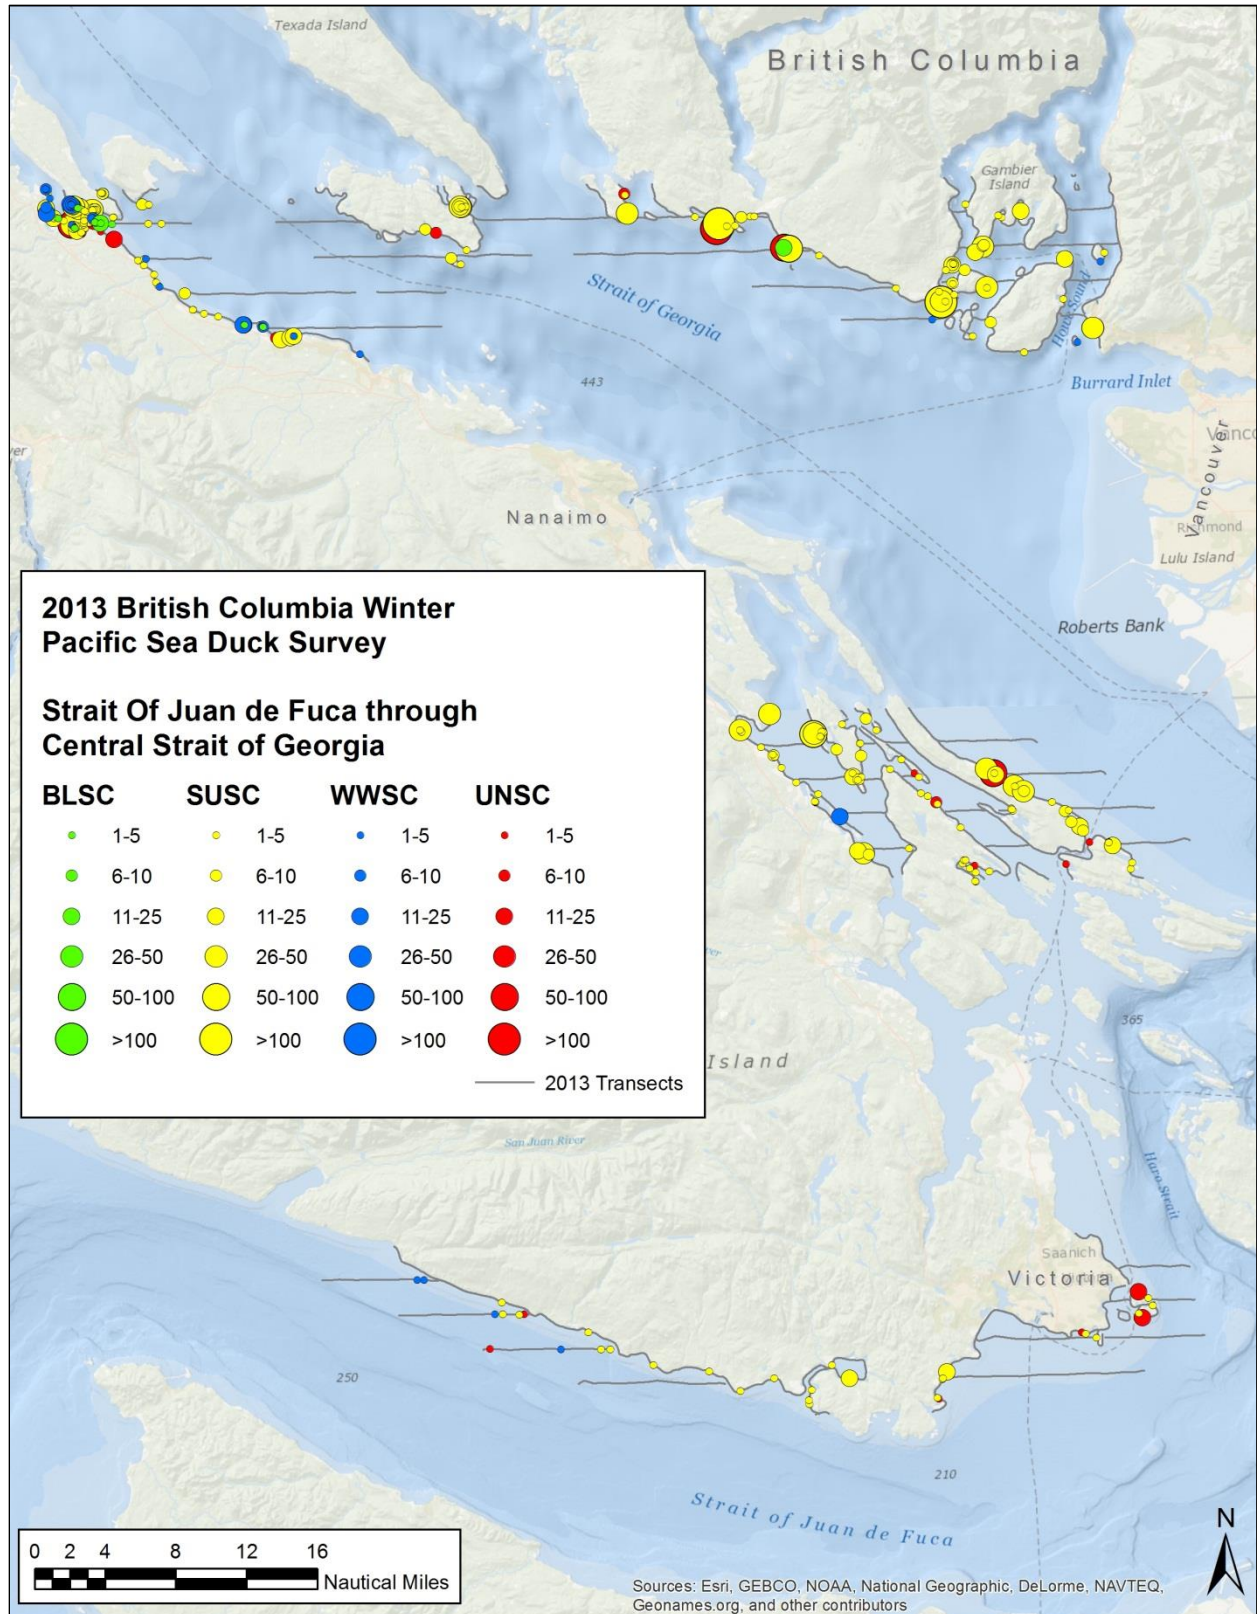 Texada Island
British Columbia
Gambier
Island
Strait of Georgia
Howe Sound
443
Burrard Inlet
Vanco
Vancouver
er
Nanaimo
Richmond
Lulu Island
Roberts Bank
2013 British Columbia Winter
Pacific Sea Duck Survey
Strait Of Juan de Fuca through
Central Strait of Georgia
BLSC SUSC WWSC UNSC
1-5 1-5 1-5 1-5
6-10 6-10 6-10 6-10
11-25 11-25 11-25 11-25
26-50 26-50 26-50 26-50
50-100 50-100 50-100 50-100
>100 >100 >100 >100
2013 Transects
ver
365
Island
San Juan River
Haro Strait
Saanich
Victoria
250
210
Strait of Juan de Fuca
N
0 2 4 8 12 16
Nautical Miles
Sources: Esri, GEBCO, NOAA, National Geographic, DeLorme, NAVTEQ,
Geonames.org, and other contributors